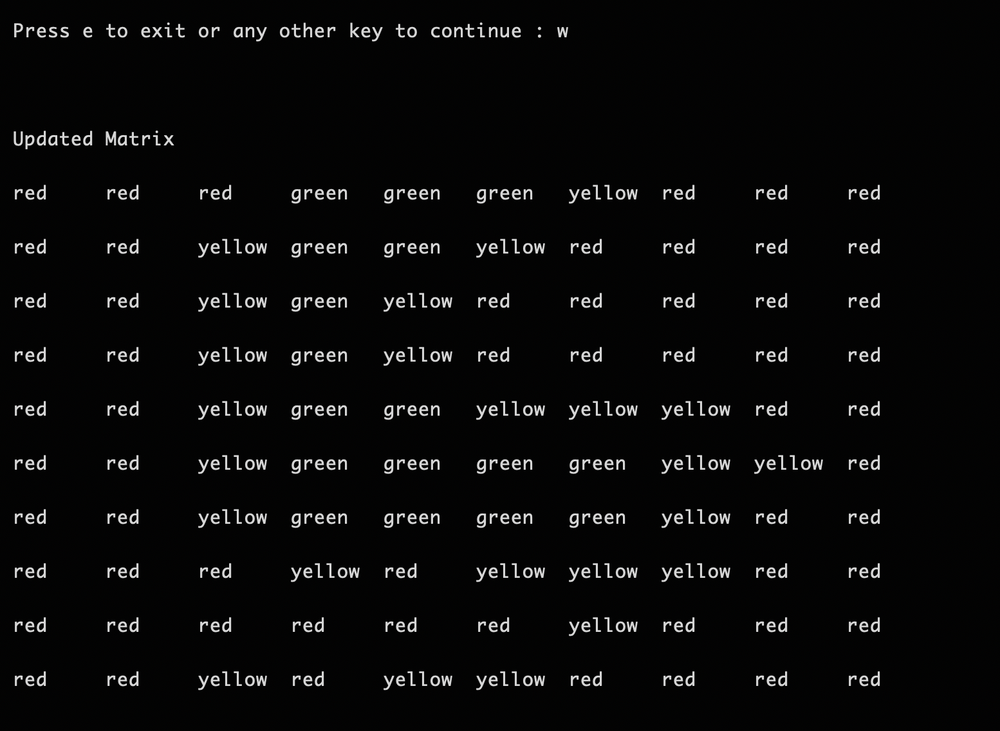 Press e to exit or any other key to continue : w
Updated Matrix
red red red green green green yellow red red red
red red yellow green green yellow red red red red
red red yellow green yellow red red red red red
red red yellow green yellow red red red red red
red red yellow green green yellow yellow yellow red red
red red yellow green green green green yellow yellow red
red red yellow green green green green yellow red red
red red red yellow red yellow yellow yellow red red
red red red red red red yellow red red red
red red yellow red yellow yellow red red red red